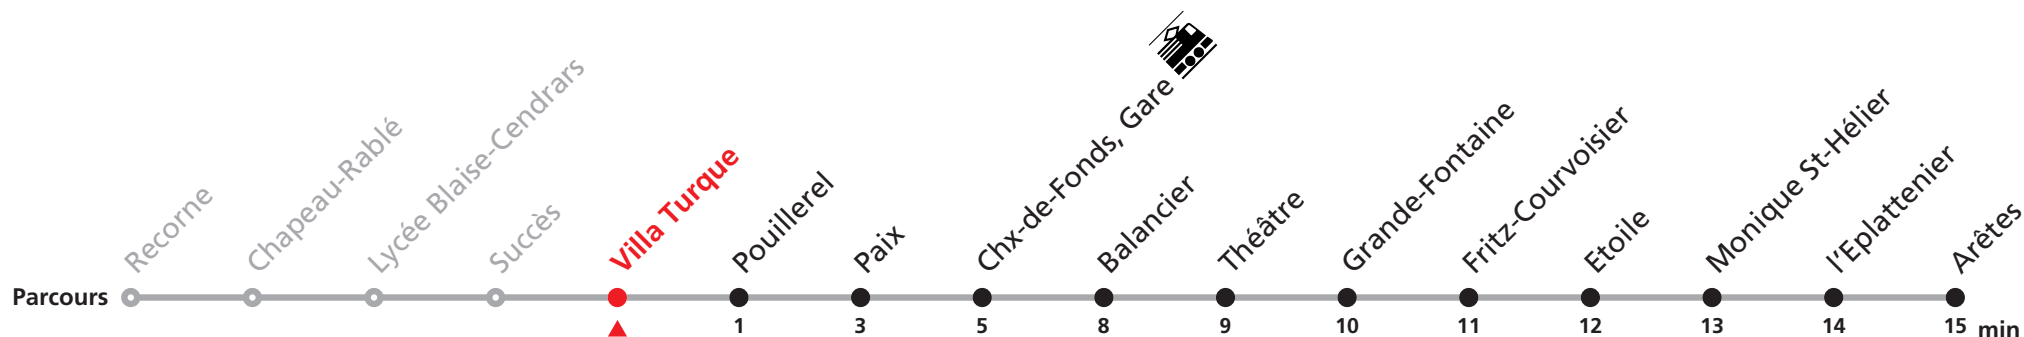 Recorne
Chapeau-Rablé
Lycée Blaise-Cendrars
Succès
Villa Turque
Pouillerel
Paix
Chx-de-Fonds, Gare
Balancier
Théâtre
Grande-Fontaine
Fritz-Courvoisier
Etoile
Monique St-Hélier
l'Eplattenier
Arêtes
Parcours
1 3 5 8 9 10 11 12 13 14 15 min